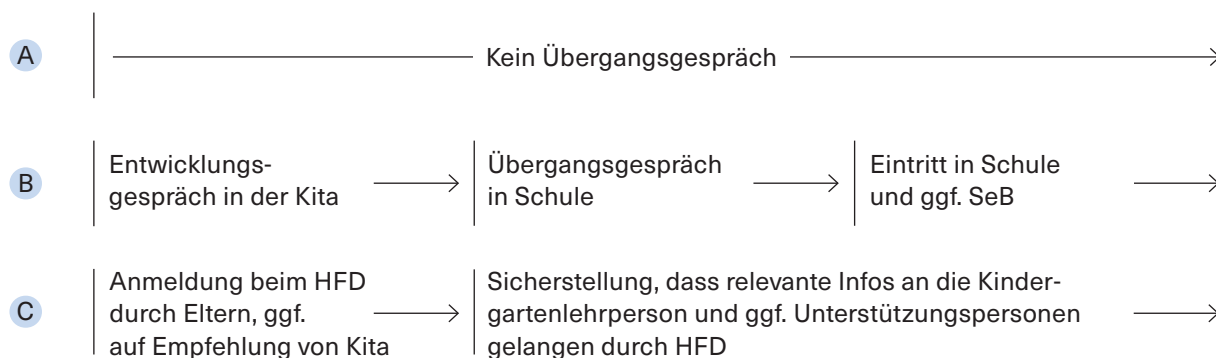 A
Kein Übergangsgespräch
B
Entwicklungs-
gespräch in der Kita
Übergangsgespräch
in Schule
Eintritt in Schule
und ggf. SeB
C
Anmeldung beim HFD
durch Eltern, ggf.
auf Empfehlung von Kita
Sicherstellung, dass relevante Infos an die Kinder-
gartenlehrperson und ggf. Unterstützungspersonen
gelangen durch HFD